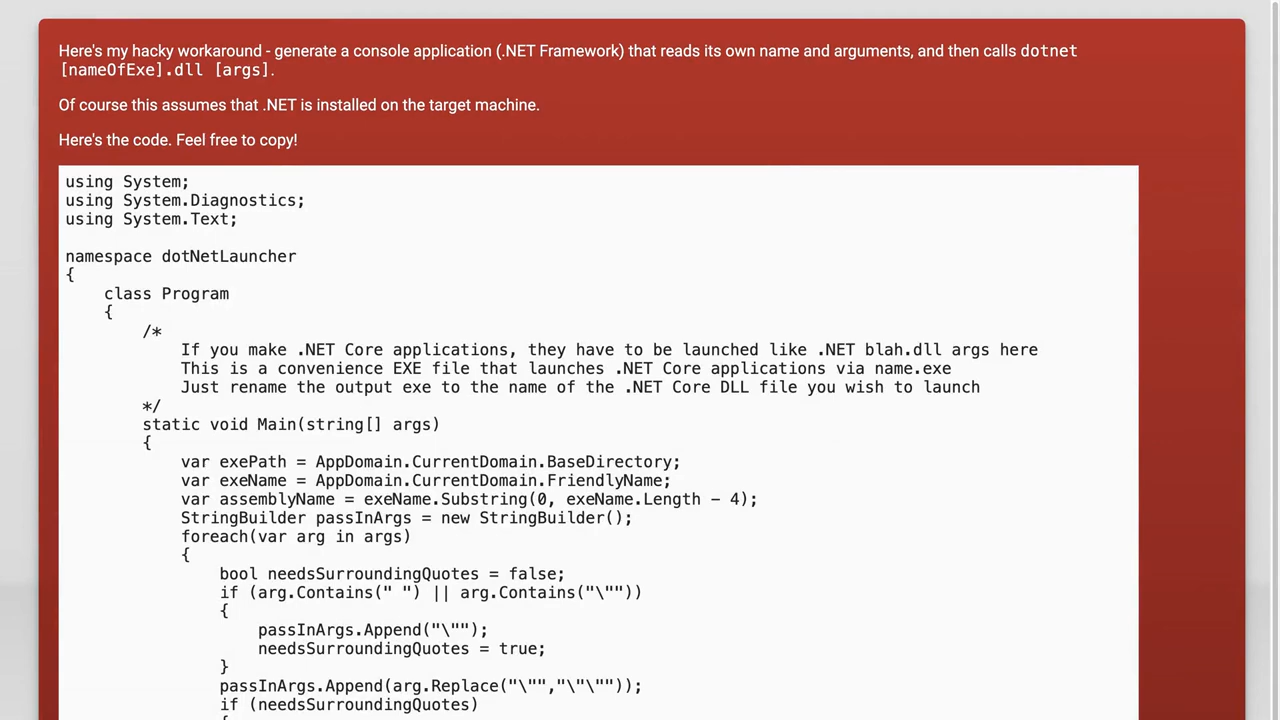 Here's my hacky workaround - generate a console application (.NET Framework) that reads its own name and arguments, and then calls dotnet
[nameOfExe].dll [args].
Of course this assumes that .NET is installed on the target machine.
Here's the code. Feel free to copy!
using System;
using System.Diagnostics;
using System.Text;
namespace dotNetLauncher
{
    class Program
    {
        /*
            If you make .NET Core applications, they have to be launched like .NET blah.dll args here
            This is a convenience EXE file that launches .NET Core applications via name.exe
            Just rename the output exe to the name of the .NET Core DLL file you wish to launch
        */
        static void Main(string[] args)
        {
            var exePath = AppDomain.CurrentDomain.BaseDirectory;
            var exeName = AppDomain.CurrentDomain.FriendlyName;
            var assemblyName = exeName.Substring(0, exeName.Length - 4);
            StringBuilder passInArgs = new StringBuilder();
            foreach(var arg in args)
            {
                bool needsSurroundingQuotes = false;
                if (arg.Contains(" ") || arg.Contains("\""))
                {
                    passInArgs.Append("\"");
                    needsSurroundingQuotes = true;
                }
                passInArgs.Append(arg.Replace("\"","\"\""));
                if (needsSurroundingQuotes)
                {